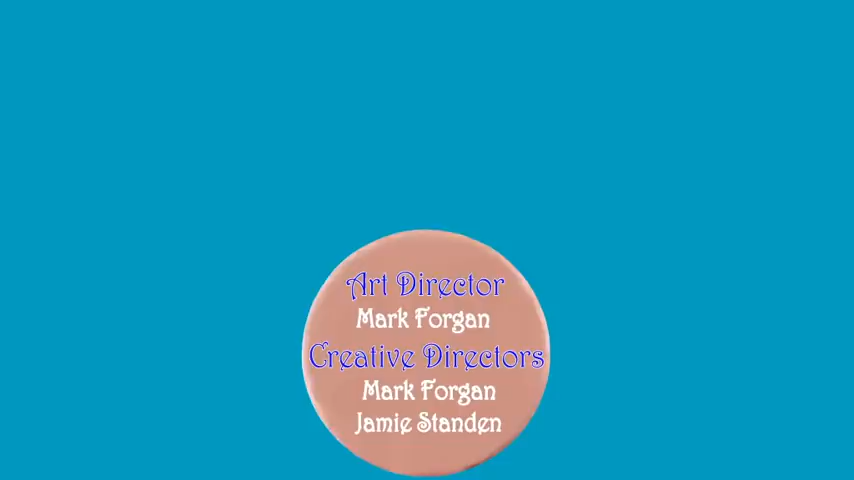 Art Director
Mark Forgan
Creative Directors
Mark Forgan
Jamie Standen